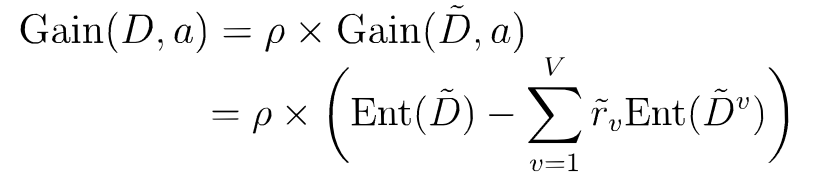 Gain(D, a) = ρ × Gain(D̃, a)
= ρ × ( Ent(D̃) − ∑_{v=1}^{V} r̃_v Ent(D̃^v) )